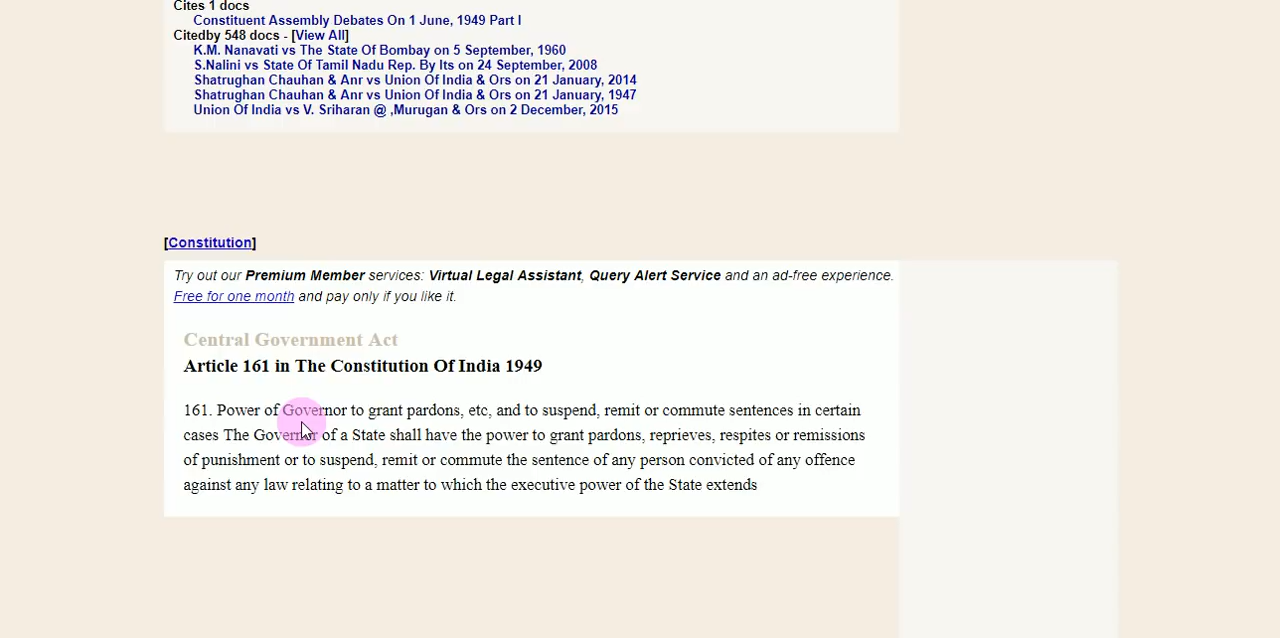 Cites 1 docs
Constituent Assembly Debates On 1 June, 1949 Part I
Citedby 548 docs - [View All]
K.M. Nanavati vs The State Of Bombay on 5 September, 1960
S.Nalini vs State Of Tamil Nadu Rep. By Its on 24 September, 2008
Shatrughan Chauhan & Anr vs Union Of India & Ors on 21 January, 2014
Shatrughan Chauhan & Anr vs Union Of India & Ors on 21 January, 1947
Union Of India vs V. Sriharan @ ,Murugan & Ors on 2 December, 2015
[Constitution]
Try out our Premium Member services: Virtual Legal Assistant, Query Alert Service and an ad-free experience.
Free for one month and pay only if you like it.
Central Government Act
Article 161 in The Constitution Of India 1949
161. Power of Governor to grant pardons, etc, and to suspend, remit or commute sentences in certain
cases The Governor of a State shall have the power to grant pardons, reprieves, respites or remissions
of punishment or to suspend, remit or commute the sentence of any person convicted of any offence
against any law relating to a matter to which the executive power of the State extends